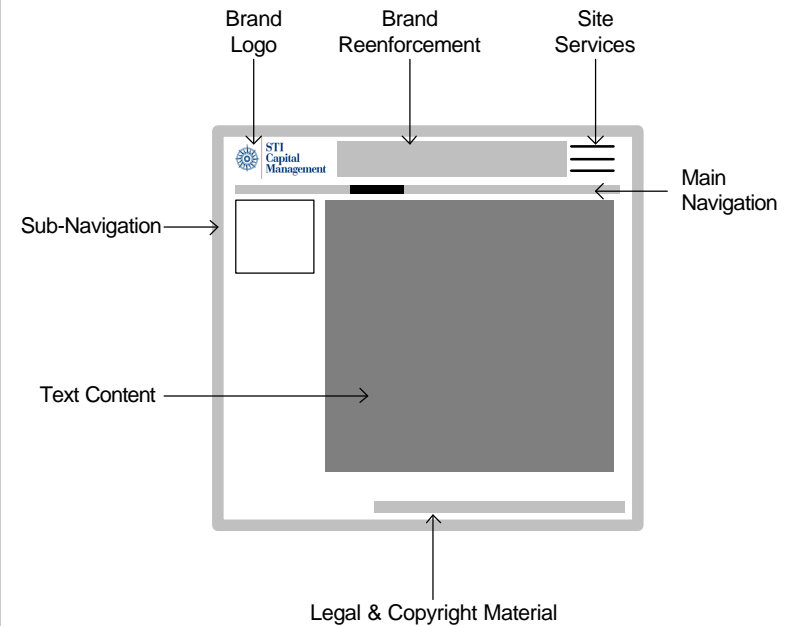 Brand
Logo
Brand
Reenforcement
Site
Services
STI
Capital
Management
Main
Navigation
Sub-Navigation
Text Content
Legal & Copyright Material